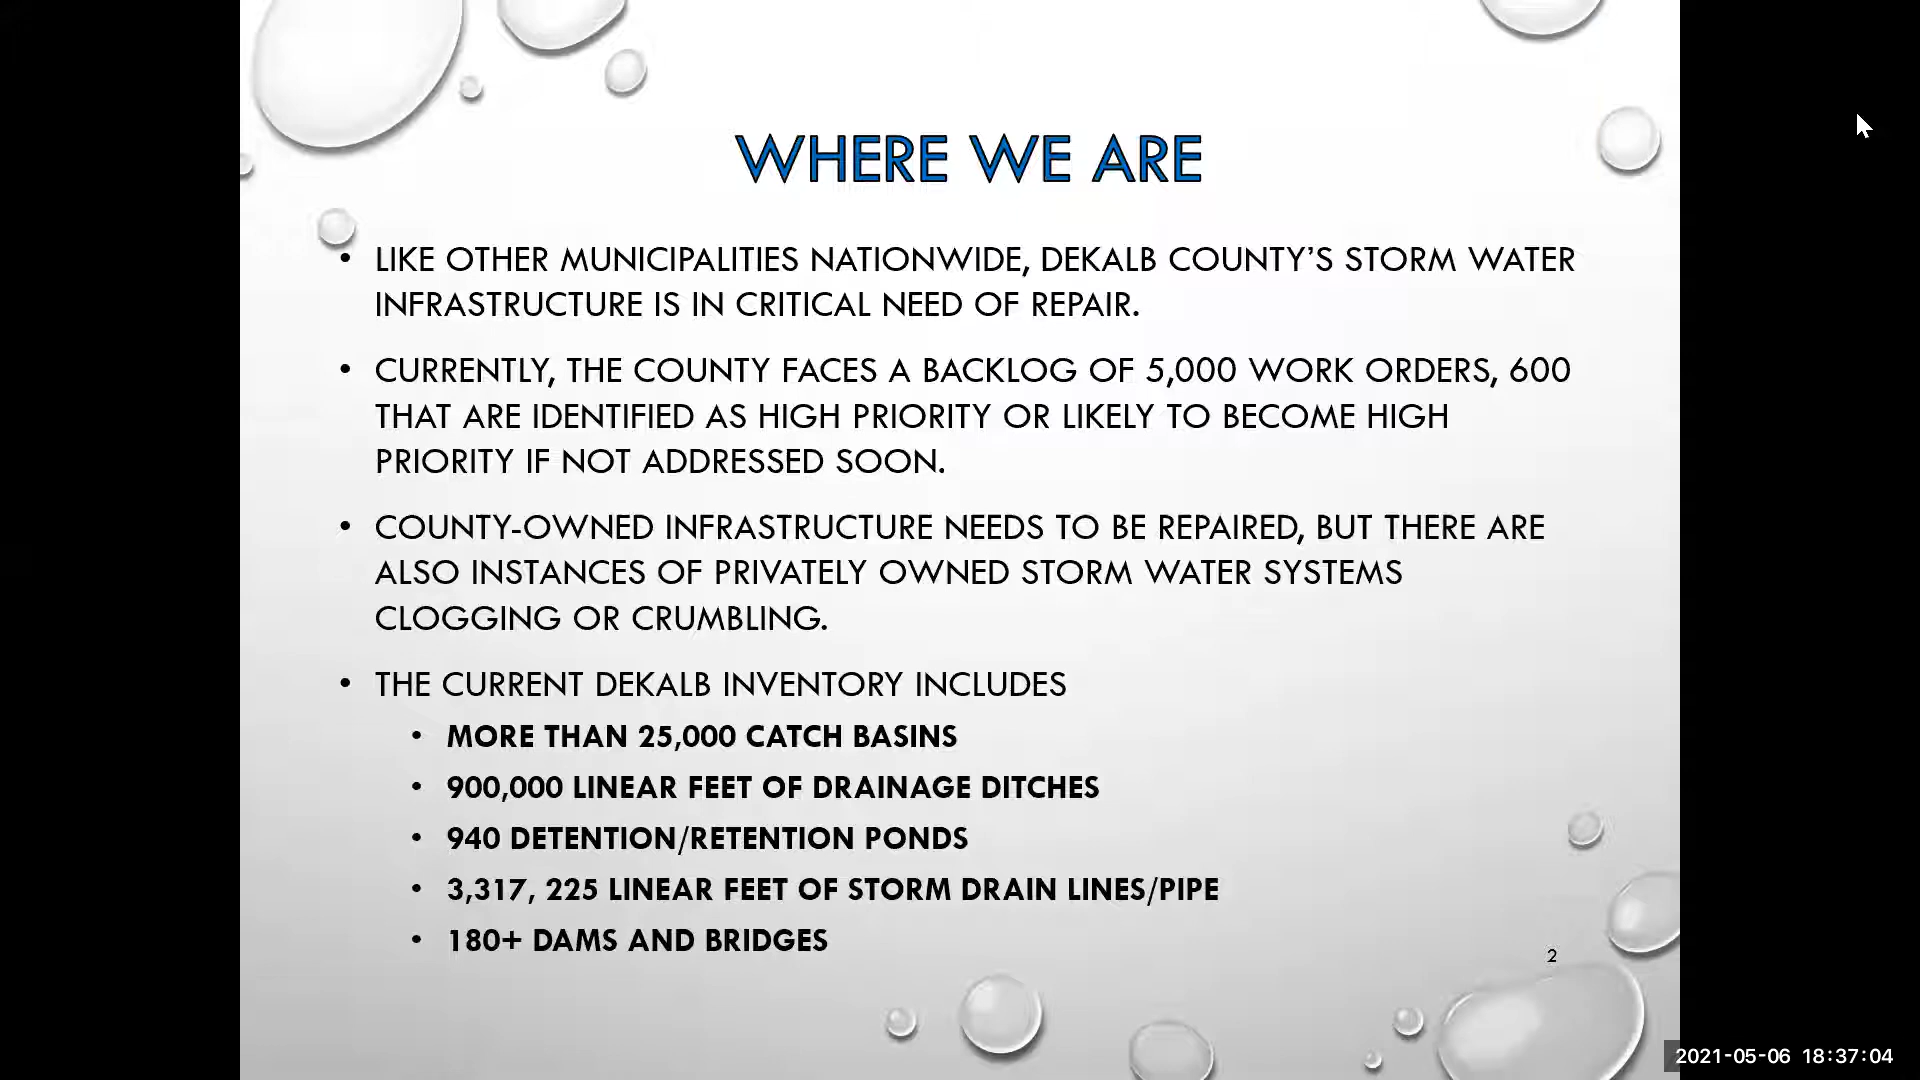 WHERE WE ARE
• LIKE OTHER MUNICIPALITIES NATIONWIDE, DEKALB COUNTY’S STORM WATER
INFRASTRUCTURE IS IN CRITICAL NEED OF REPAIR.
• CURRENTLY, THE COUNTY FACES A BACKLOG OF 5,000 WORK ORDERS, 600
THAT ARE IDENTIFIED AS HIGH PRIORITY OR LIKELY TO BECOME HIGH
PRIORITY IF NOT ADDRESSED SOON.
• COUNTY-OWNED INFRASTRUCTURE NEEDS TO BE REPAIRED, BUT THERE ARE
ALSO INSTANCES OF PRIVATELY OWNED STORM WATER SYSTEMS
CLOGGING OR CRUMBLING.
• THE CURRENT DEKALB INVENTORY INCLUDES
• MORE THAN 25,000 CATCH BASINS
• 900,000 LINEAR FEET OF DRAINAGE DITCHES
• 940 DETENTION/RETENTION PONDS
• 3,317, 225 LINEAR FEET OF STORM DRAIN LINES/PIPE
• 180+ DAMS AND BRIDGES
2
2021-05-06 18:37:04